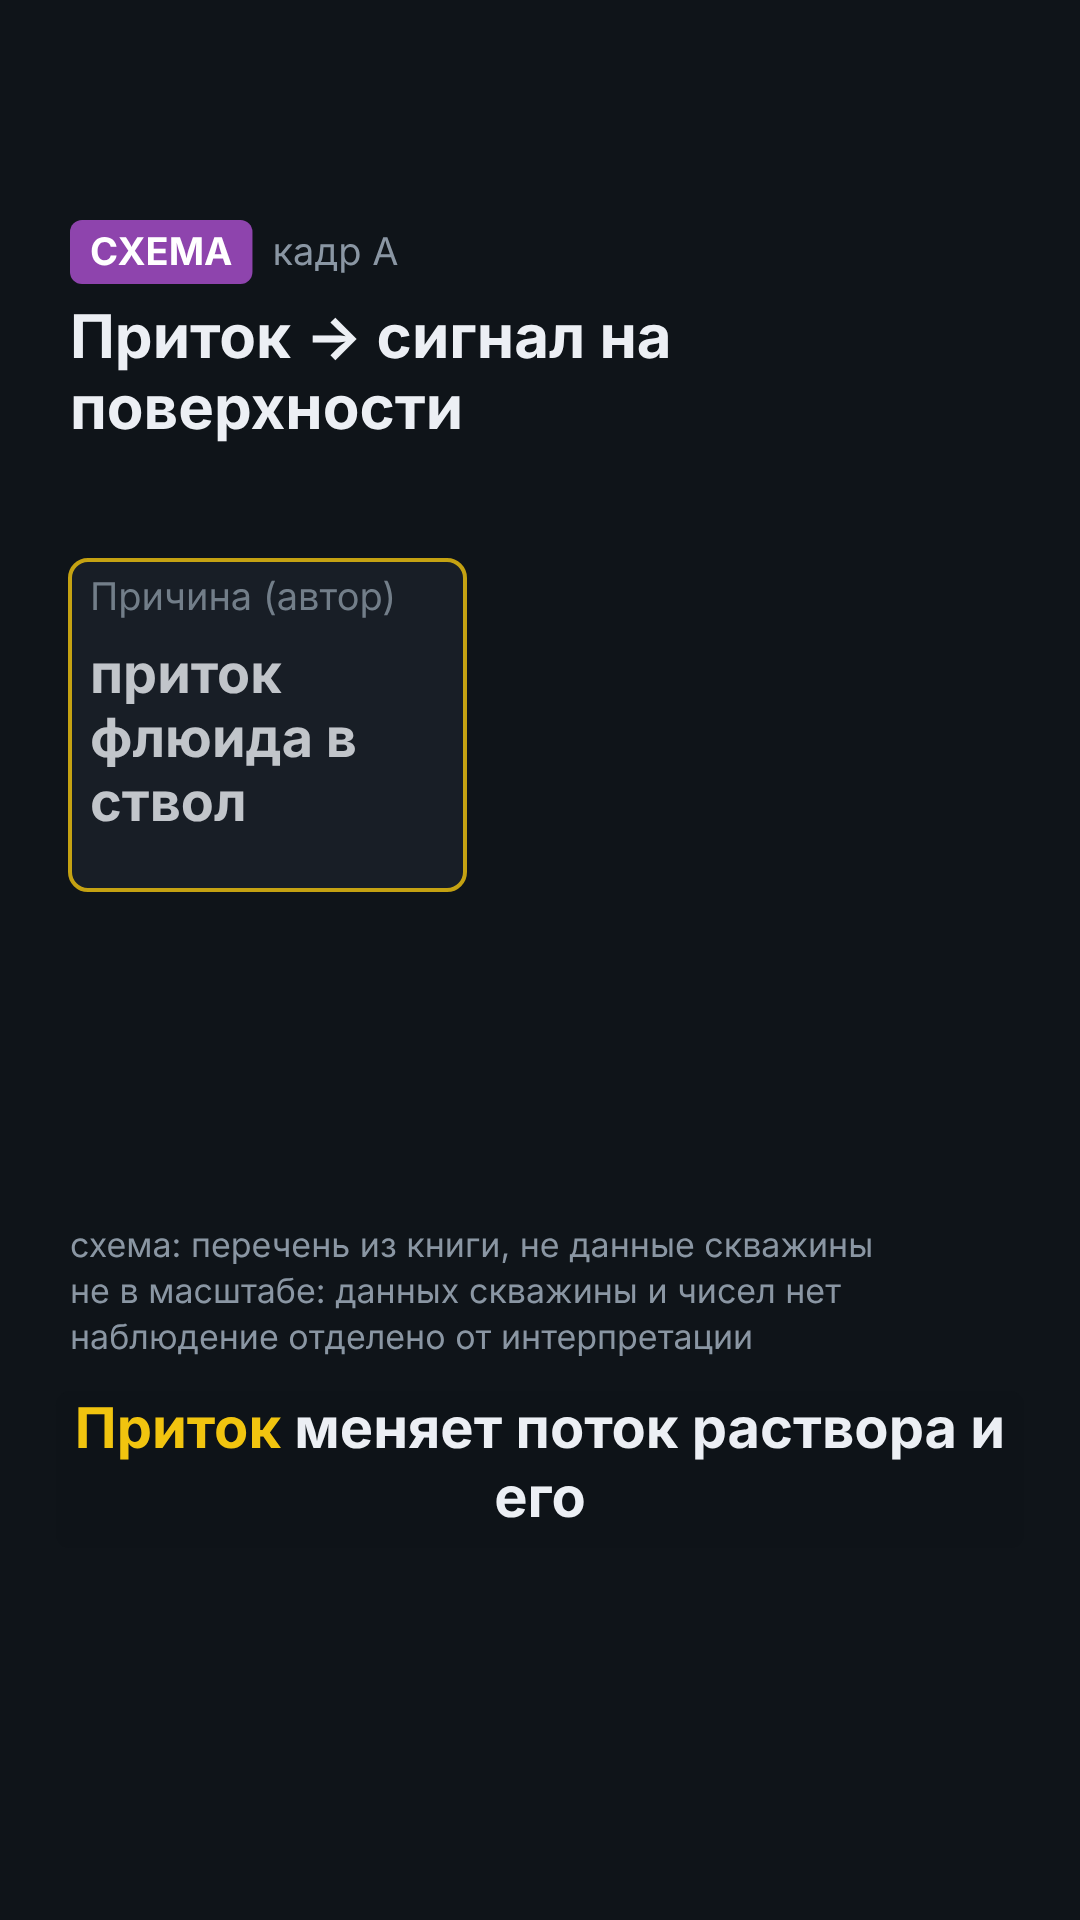 СХЕМА кадр А
Приток → сигнал на
поверхности
Причина (автор)
приток
флюида в
ствол
схема: перечень из книги, не данные скважины
не в масштабе: данных скважины и чисел нет
наблюдение отделено от интерпретации
Приток меняет поток раствора и
его